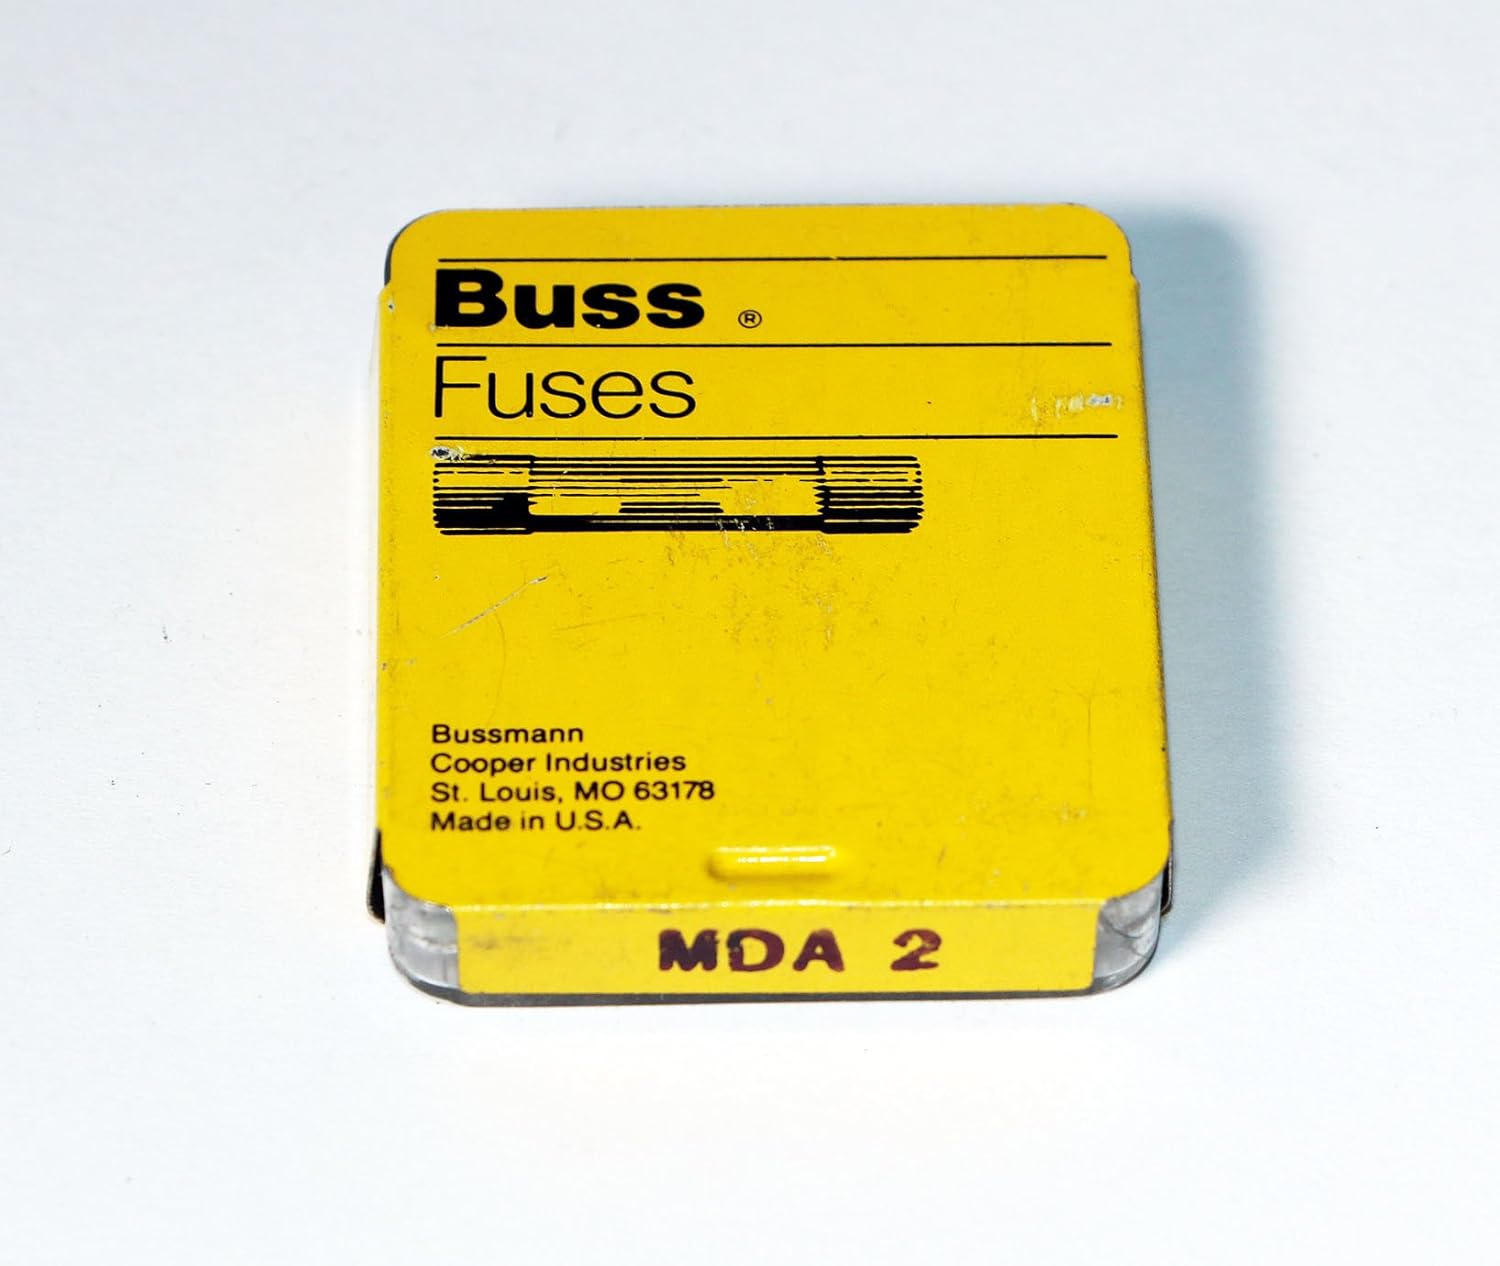 Buss ®
Fuses
Bussmann
Cooper Industries
St. Louis, MO 63178
Made in U.S.A.
MDA 2